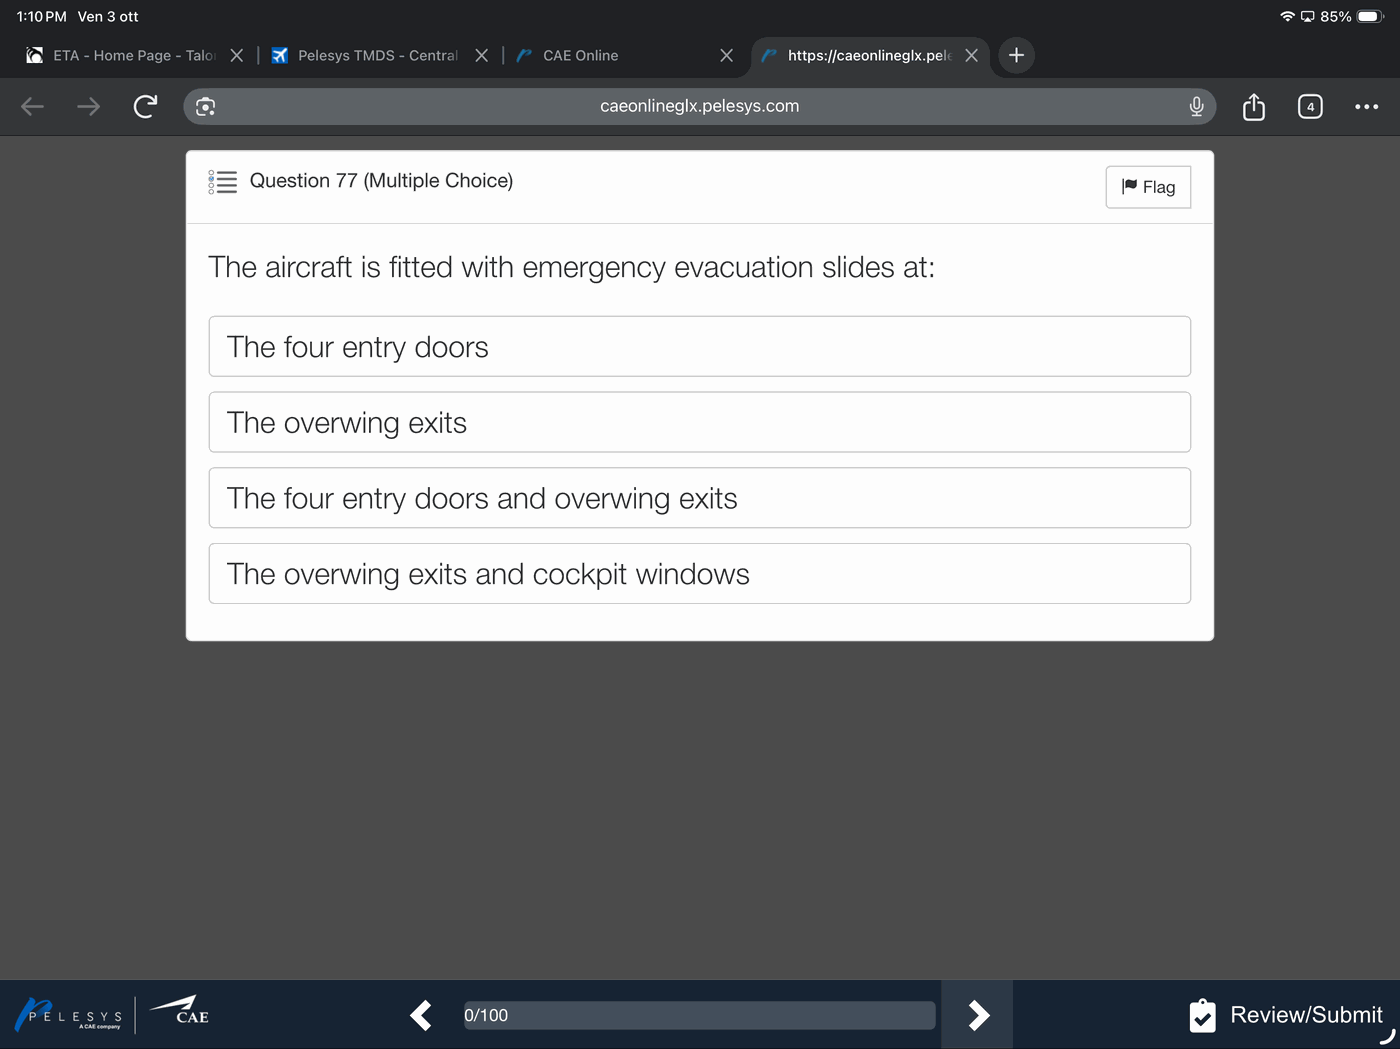 1:10 PM Ven 3 ott
85%
ETA - Home Page - Talo
Pelesys TMDS - Central
CAE Online
https://caeonlineglx.pele
caeonlineglx.pelesys.com
4
Question 77 (Multiple Choice)
Flag
The aircraft is fitted with emergency evacuation slides at:
The four entry doors
The overwing exits
The four entry doors and overwing exits
The overwing exits and cockpit windows
PELESYS
A CAE company
CAE
0/100
Review/Submit